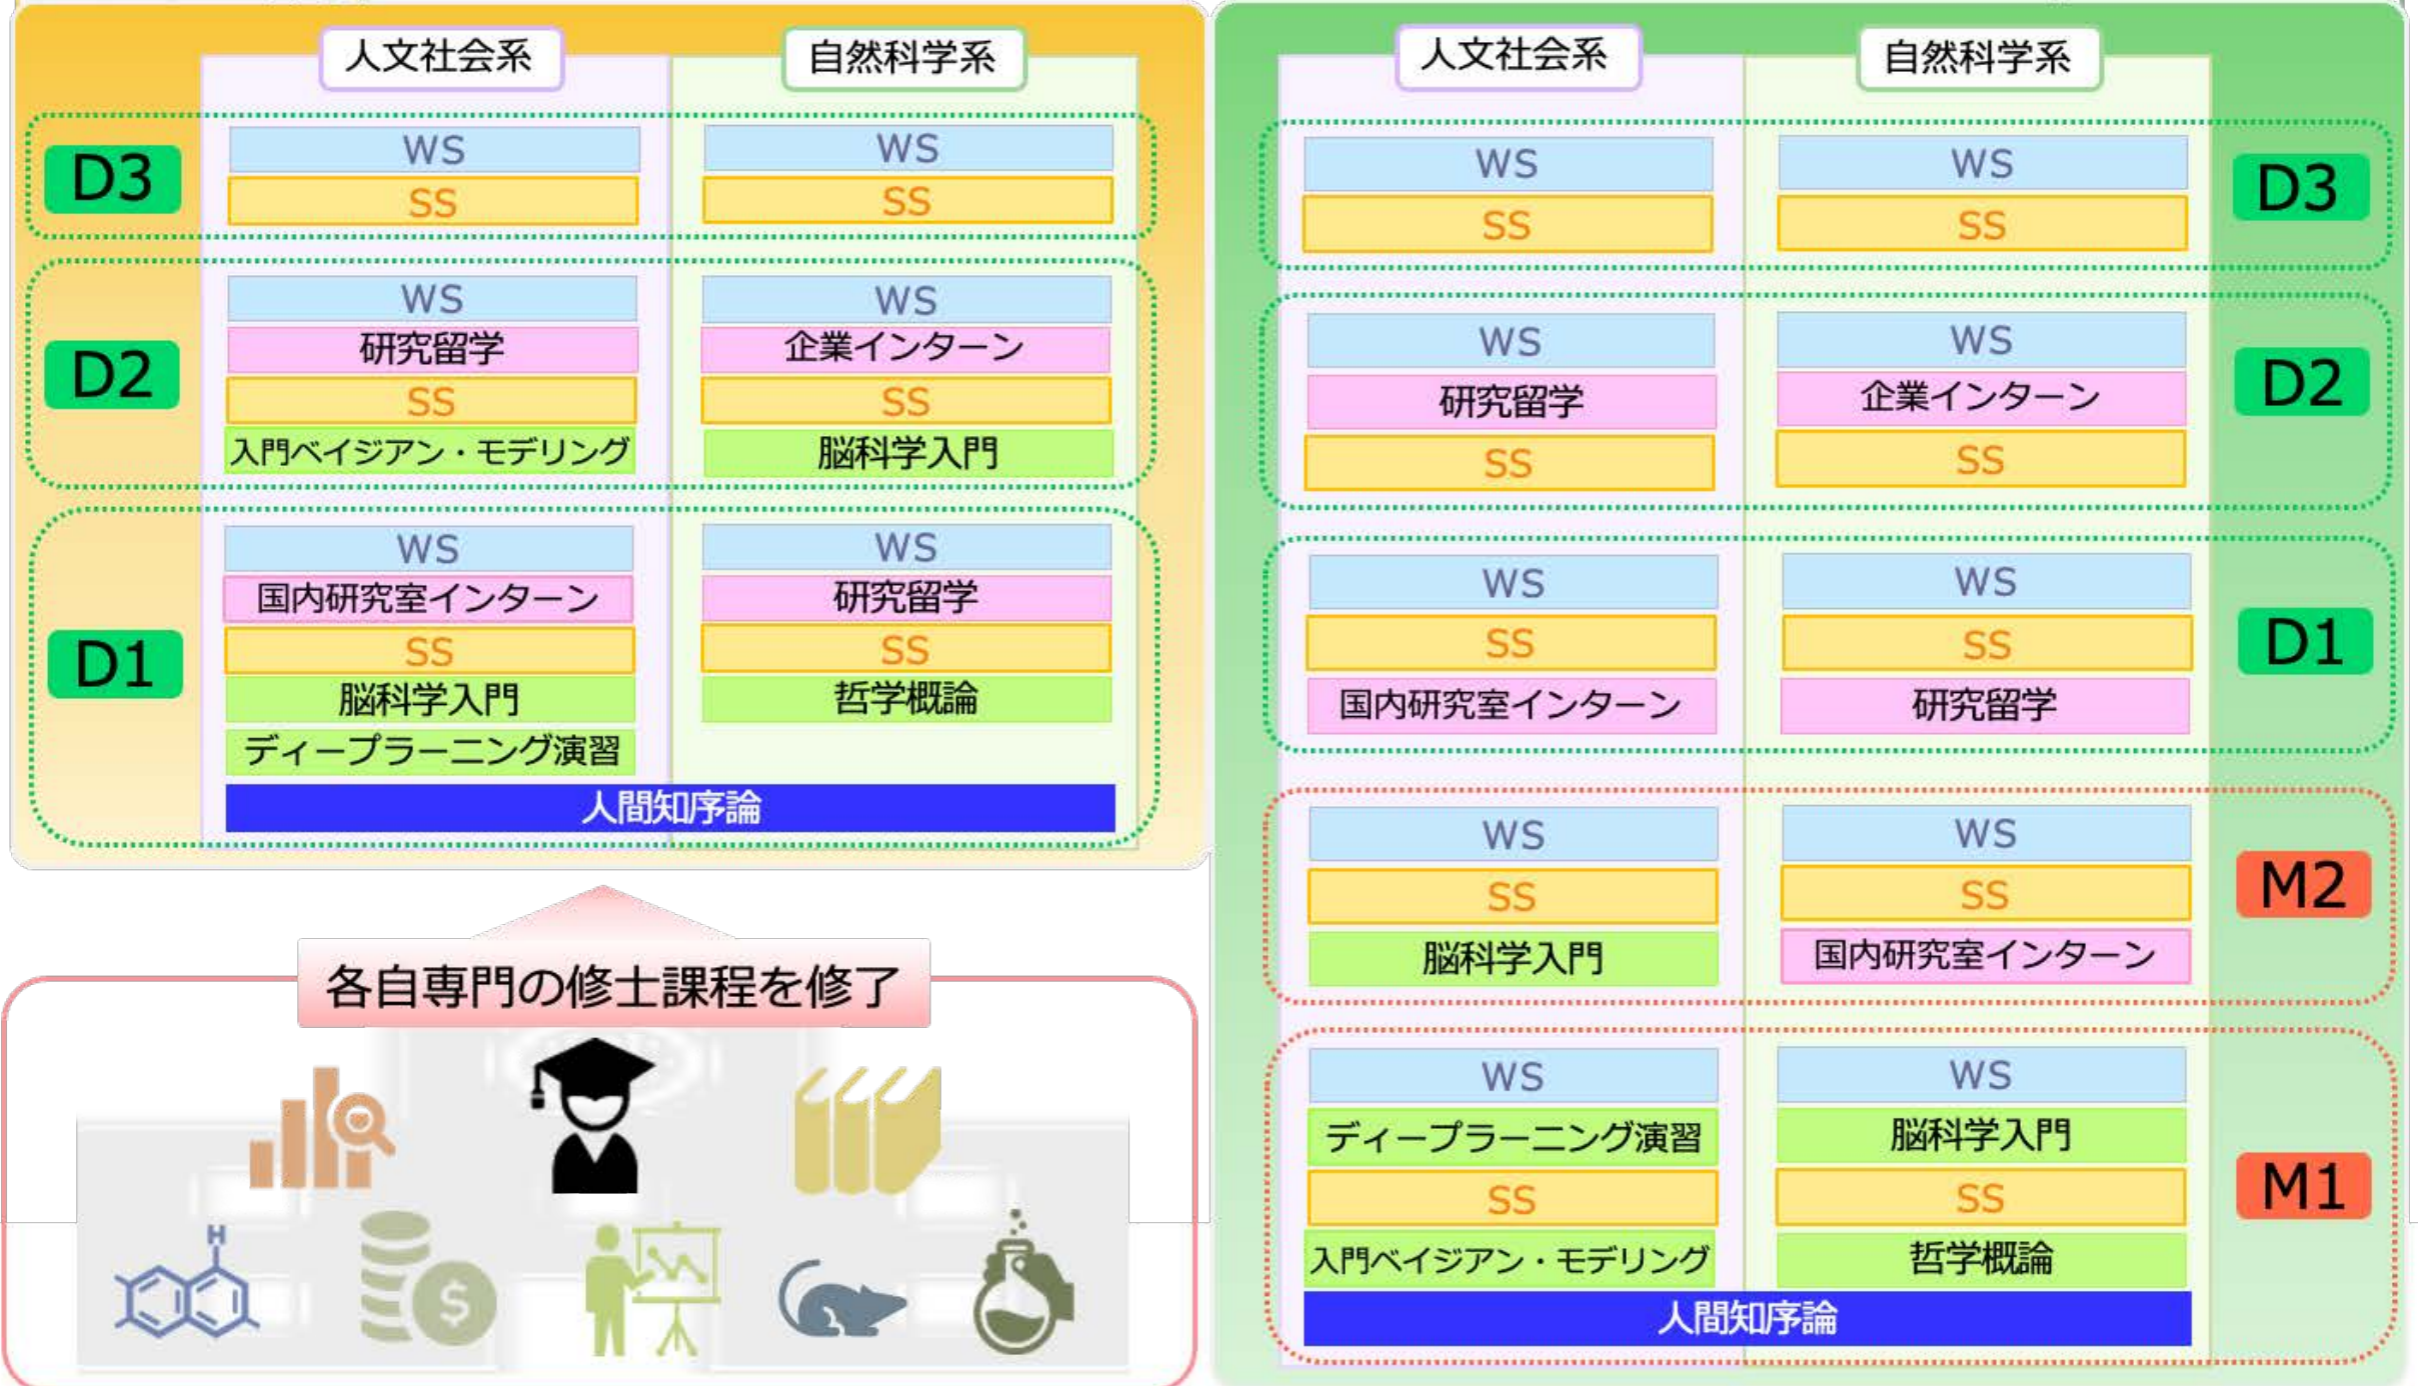 人文社会系
自然科学系
D3
WS
SS
WS
SS
D2
WS
研究留学
SS
入門ベイジアン・モデリング
WS
企業インターン
SS
脳科学入門
D1
WS
国内研究室インターン
SS
脳科学入門
ディープラーニング演習
WS
研究留学
SS
哲学概論
人間知序論
各自専門の修士課程を修了
H
$
人文社会系
自然科学系
WS
SS
WS
SS
D3
WS
研究留学
SS
WS
企業インターン
SS
D2
WS
SS
国内研究室インターン
WS
SS
研究留学
D1
WS
SS
脳科学入門
WS
SS
国内研究室インターン
M2
WS
ディープラーニング演習
SS
入門ベイジアン・モデリング
WS
脳科学入門
SS
哲学概論
M1
人間知序論